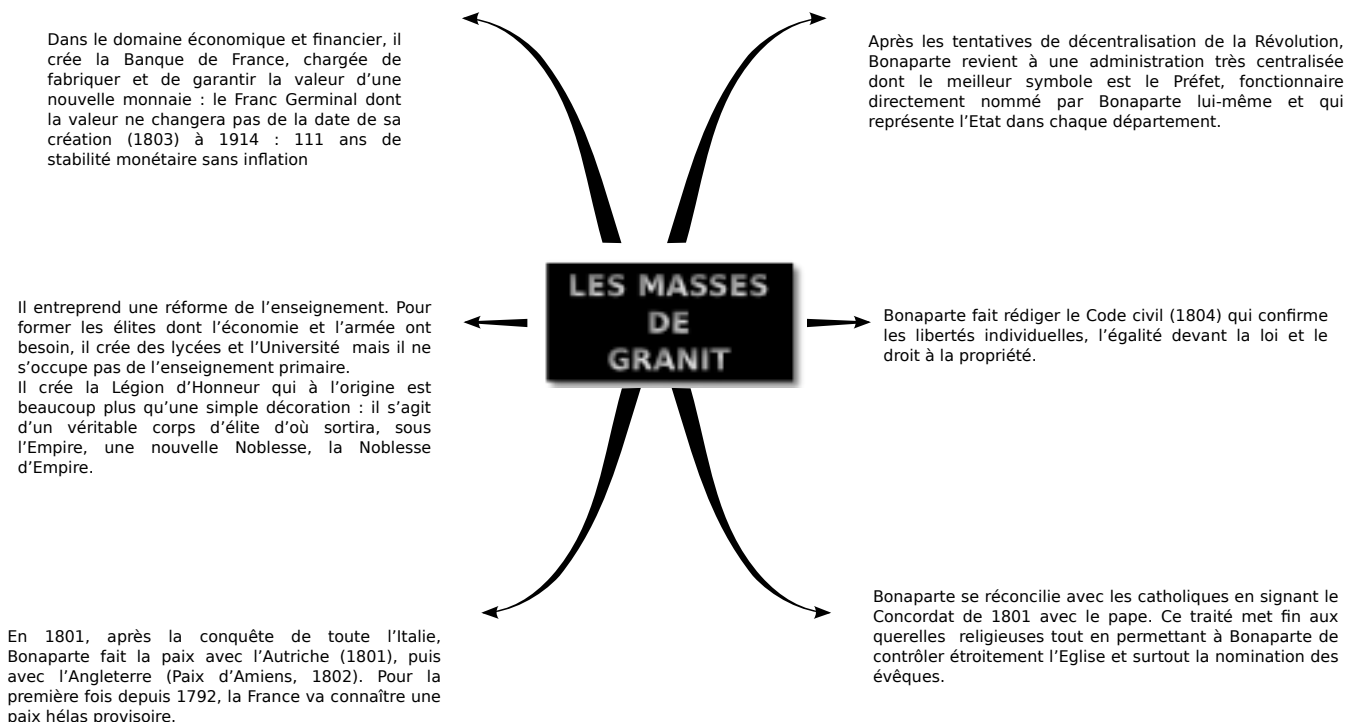 Dans le domaine économique et financier, il
crée la Banque de France, chargée de
fabriquer et de garantir la valeur d'une
nouvelle monnaie : le Franc Germinal dont
la valeur ne changera pas de la date de sa
création (1803) à 1914 : 111 ans de
stabilité monétaire sans inflation
Après les tentatives de décentralisation de la Révolution,
Bonaparte revient à une administration très centralisée
dont le meilleur symbole est le Préfet, fonctionnaire
directement nommé par Bonaparte lui-même et qui
représente l'Etat dans chaque département.
LES MASSES
DE
GRANIT
Il entreprend une réforme de l'enseignement. Pour
former les élites dont l'économie et l'armée ont
besoin, il crée des lycées et l'Université mais il ne
s'occupe pas de l'enseignement primaire.
Il crée la Légion d'Honneur qui à l'origine est
beaucoup plus qu'une simple décoration : il s'agit
d'un véritable corps d'élite d'où sortira, sous
l'Empire, une nouvelle Noblesse, la Noblesse
d'Empire.
Bonaparte fait rédiger le Code civil (1804) qui confirme
les libertés individuelles, l'égalité devant la loi et le
droit à la propriété.
En 1801, après la conquête de toute l'Italie,
Bonaparte fait la paix avec l'Autriche (1801), puis
avec l'Angleterre (Paix d'Amiens, 1802). Pour la
première fois depuis 1792, la France va connaître une
paix hélas provisoire.
Bonaparte se réconcilie avec les catholiques en signant le
Concordat de 1801 avec le pape. Ce traité met fin aux
querelles religieuses tout en permettant à Bonaparte de
contrôler étroitement l'Eglise et surtout la nomination des
évêques.